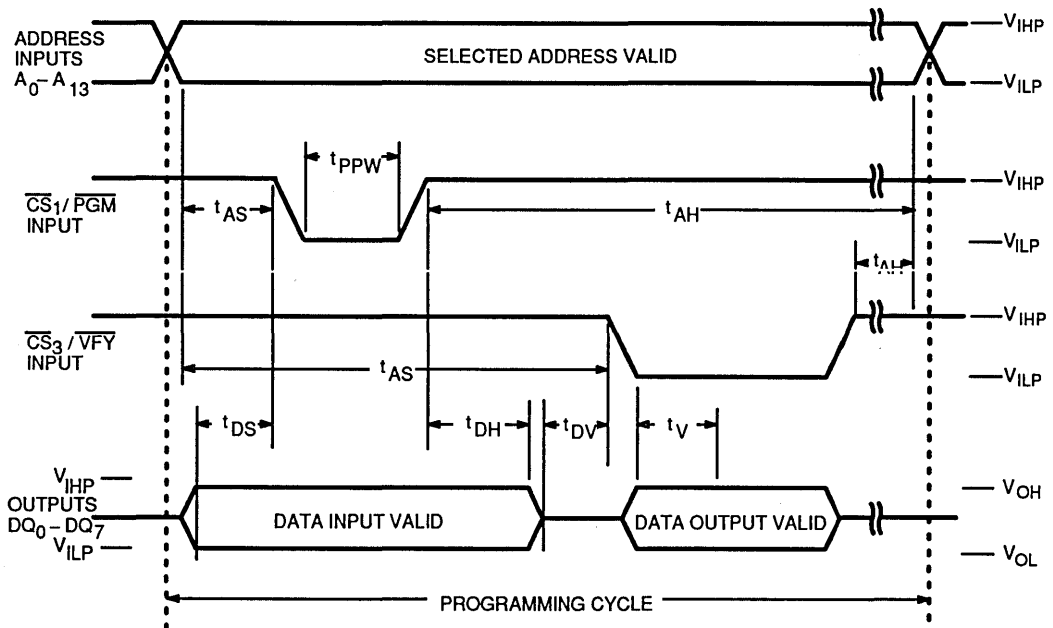 ADDRESS
INPUTS
A0–A13
SELECTED ADDRESS VALID
VIHP
VILP
tPPW
CS1/PGM
INPUT
tAS
tAH
VIHP
VILP
tAH
CS3/VFY
INPUT
tAS
VIHP
VILP
tDS
tDH
tDV
tV
VIHP
OUTPUTS
DQ0–DQ7
VILP
DATA INPUT VALID
DATA OUTPUT VALID
VOH
VOL
PROGRAMMING CYCLE